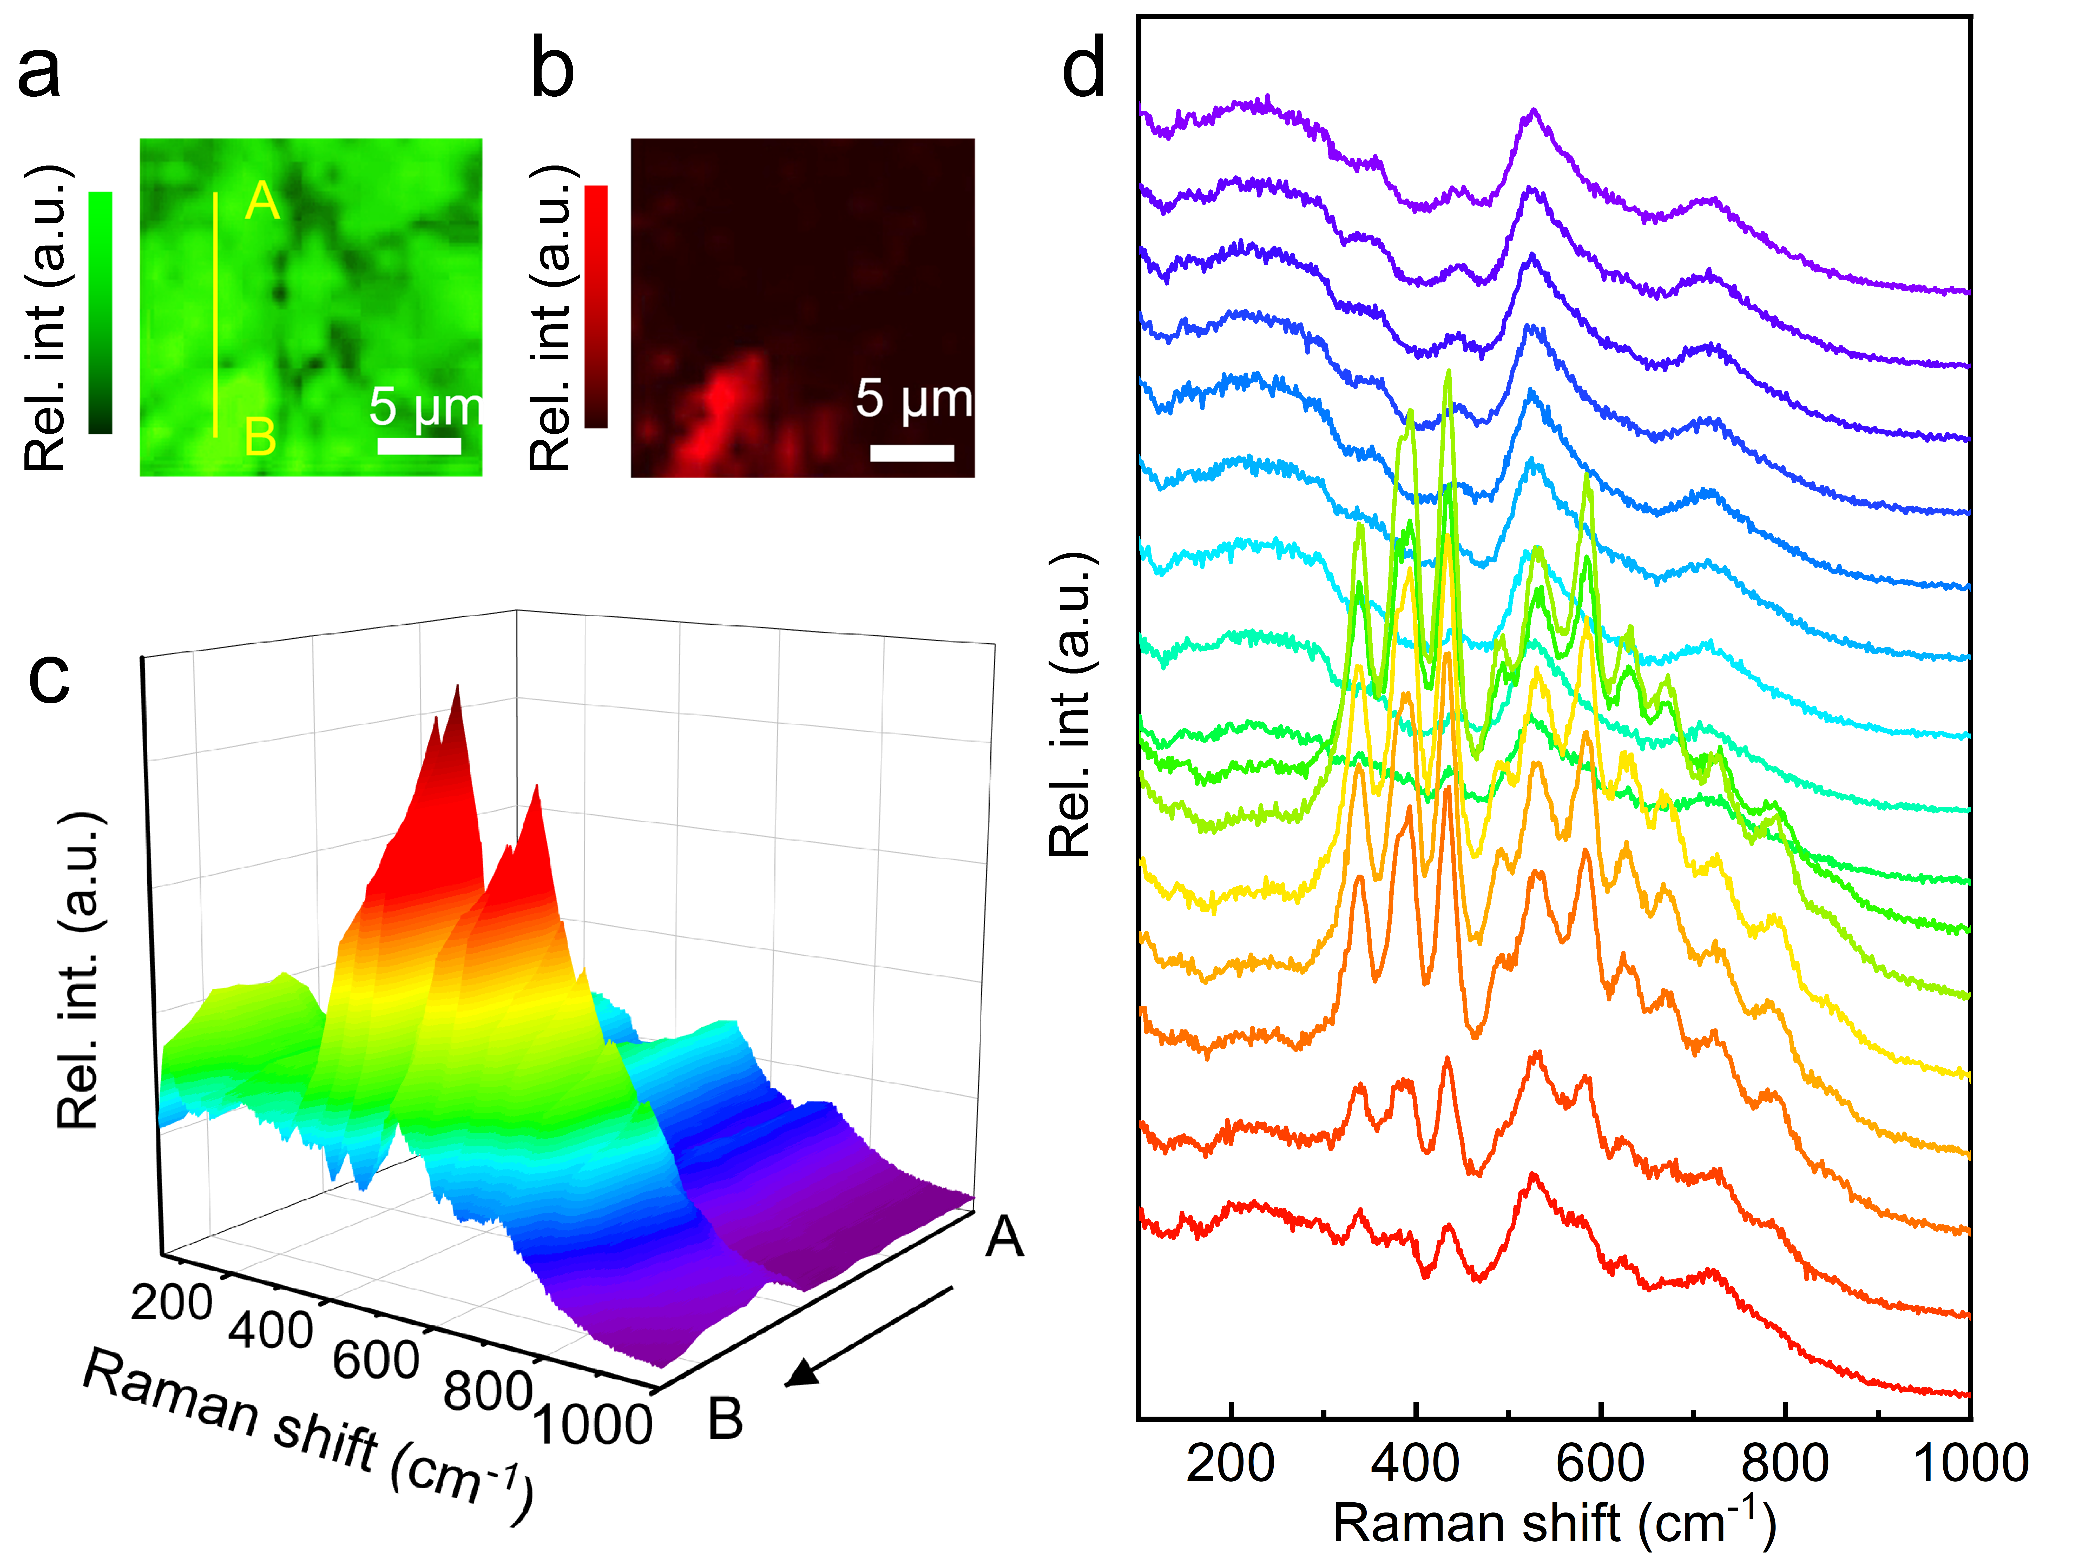 a
Rel. int (a.u.)
A
B
5 μm
b
Rel. int (a.u.)
5 μm
c
Rel. int. (a.u.)
200
400
600
800
1000
Raman shift (cm⁻¹)
A
B
d
Rel. int (a.u.)
200 400 600 800 1000
Raman shift (cm⁻¹)